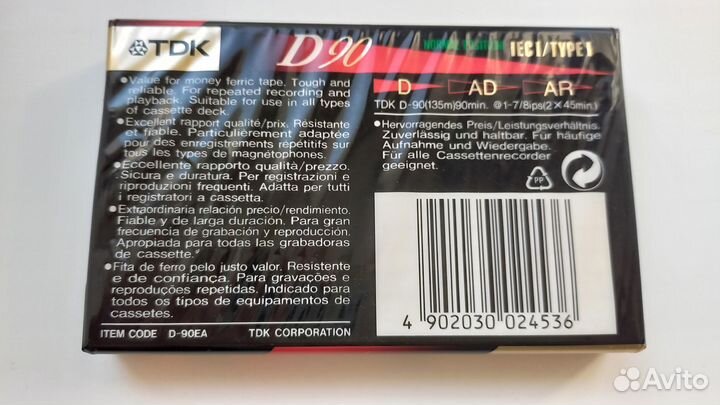 TDK
D90
NORMAL POSITION IEC I/TYPE I
D AD AR
TDK D-90(135m)90min. @1-7/8ips(2×45min.)
•Value for money ferric tape. Tough and
reliable. For repeated recording and
playback. Suitable for use in all types
of cassette deck.
•Excellent rapport qualité/prix. Résistante
et fiable. Particulièrement adaptée
pour des enregistrements répétitifs sur
tous les types de magnétophones.
•Eccellente rapporto qualità/prezzo.
Sicura e duratura. Per registrazioni e
riproduzioni frequenti. Adatta per tutti
i registratori a cassetta.
•Extraordinaria relación precio/rendimiento.
Fiable y de larga duración. Para gran
frecuencia de grabación y reproducción.
Apropiada para todas las grabadoras
de cassette.
•Fita de ferro pelo justo valor. Resistente
e de confiança. Para gravações e
reproduções repetidas. Indicado para
todos os tipos de equipamentos de
cassetes.
ITEM CODE D-90EA TDK CORPORATION
•Hervorragendes Preis/Leistungsverhältnis.
Zuverlässig und haltbar. Für häufige
Aufnahme und Wiedergabe.
Für alle Cassettenrecorder
geeignet.
PP
4 902030 024536
Avito